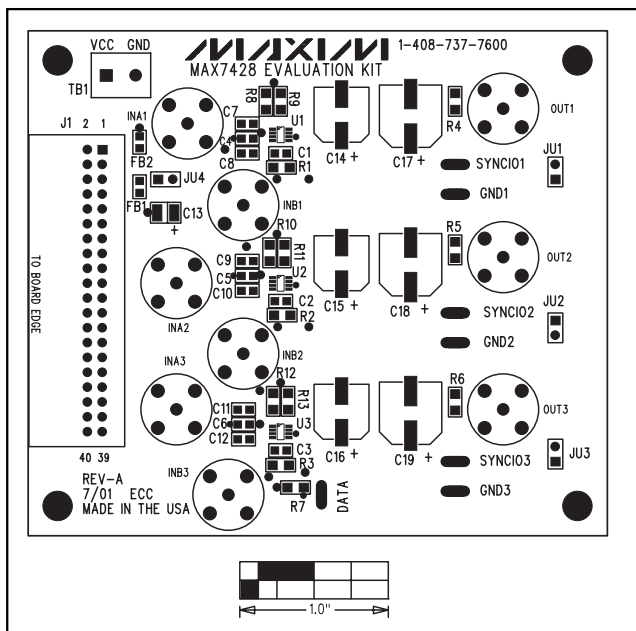 VCC GND
MAXIM 1-408-737-7600
MAX7428 EVALUATION KIT
TB1
J1 2 1
INA1
C7
R8
R9
U1
C4
C8
C1
R1
C14 +
C17 +
R4
OUT1
SYNCIO1
JU1
GND1
FB2
JU4
FB1
C13
+
INB1
R10
R11
C9
U2
C5
C10
C2
R2
C15 +
C18 +
R5
OUT2
SYNCIO2
JU2
GND2
TO BOARD EDGE
INA2
INA3
INB2
R12
R13
C11
C6
U3
C12
C3
R3
C16 +
C19 +
R6
OUT3
SYNCIO3
JU3
GND3
40 39
INB3
R7
DATA
REV-A
7/01 ECC
MADE IN THE USA
1.0"